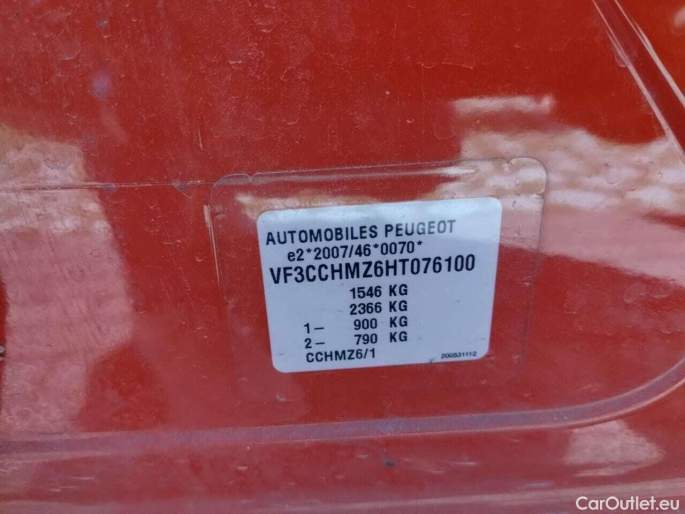 AUTOMOBILES PEUGEOT
e2*2007/46*0070*
VF3CCHMZ6HT076100
1546 KG
2366 KG
1- 900 KG
2- 790 KG
CCHMZ6/1 200531112
CarOutlet.eu